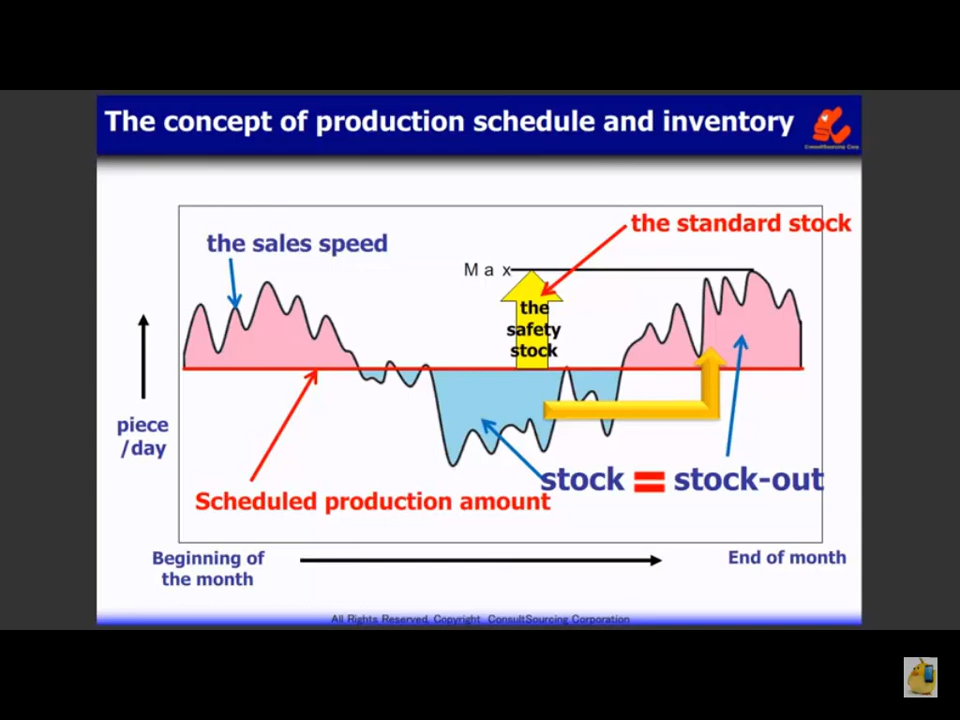 The concept of production schedule and inventory
ConsultSourcing Corp
the standard stock
the sales speed
Max
the
safety
stock
piece
/day
stock = stock-out
Scheduled production amount
Beginning of
the month
End of month
All Rights Reserved, Copyright ConsultSourcing Corporation